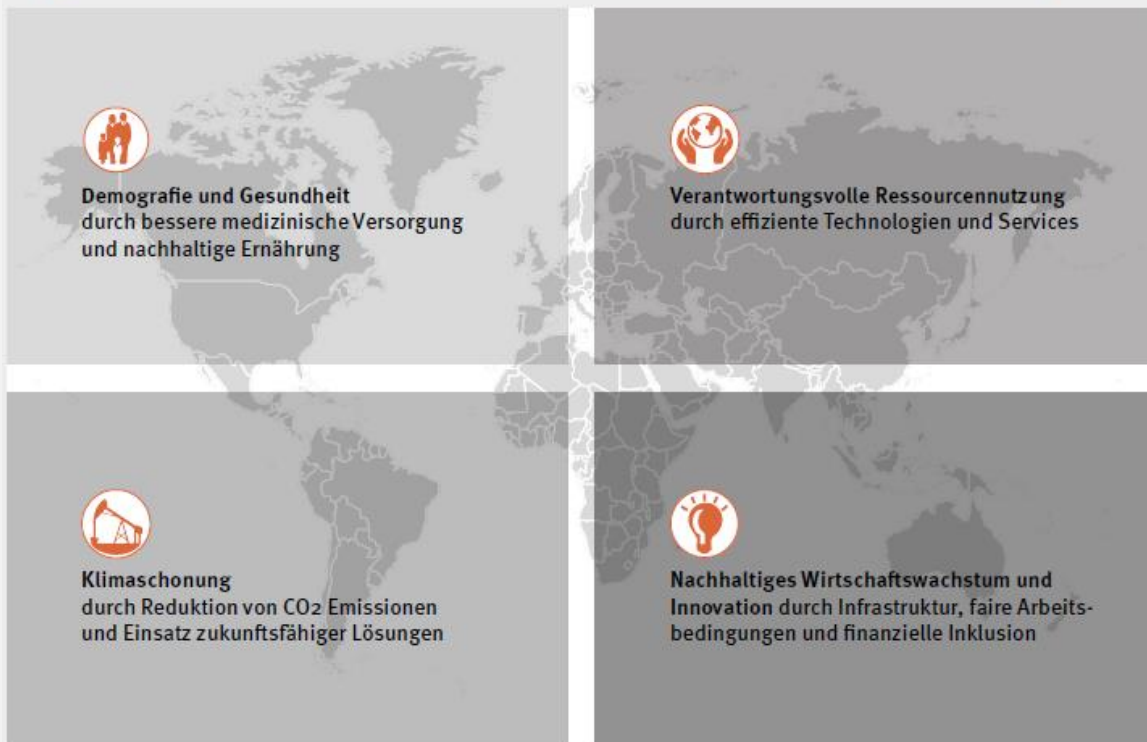 Demografie und Gesundheit
durch bessere medizinische Versorgung
und nachhaltige Ernährung
Verantwortungsvolle Ressourcennutzung
durch effiziente Technologien und Services
Klimaschonung
durch Reduktion von CO2 Emissionen
und Einsatz zukunftsfähiger Lösungen
Nachhaltiges Wirtschaftswachstum und
Innovation durch Infrastruktur, faire Arbeits-
bedingungen und finanzielle Inklusion